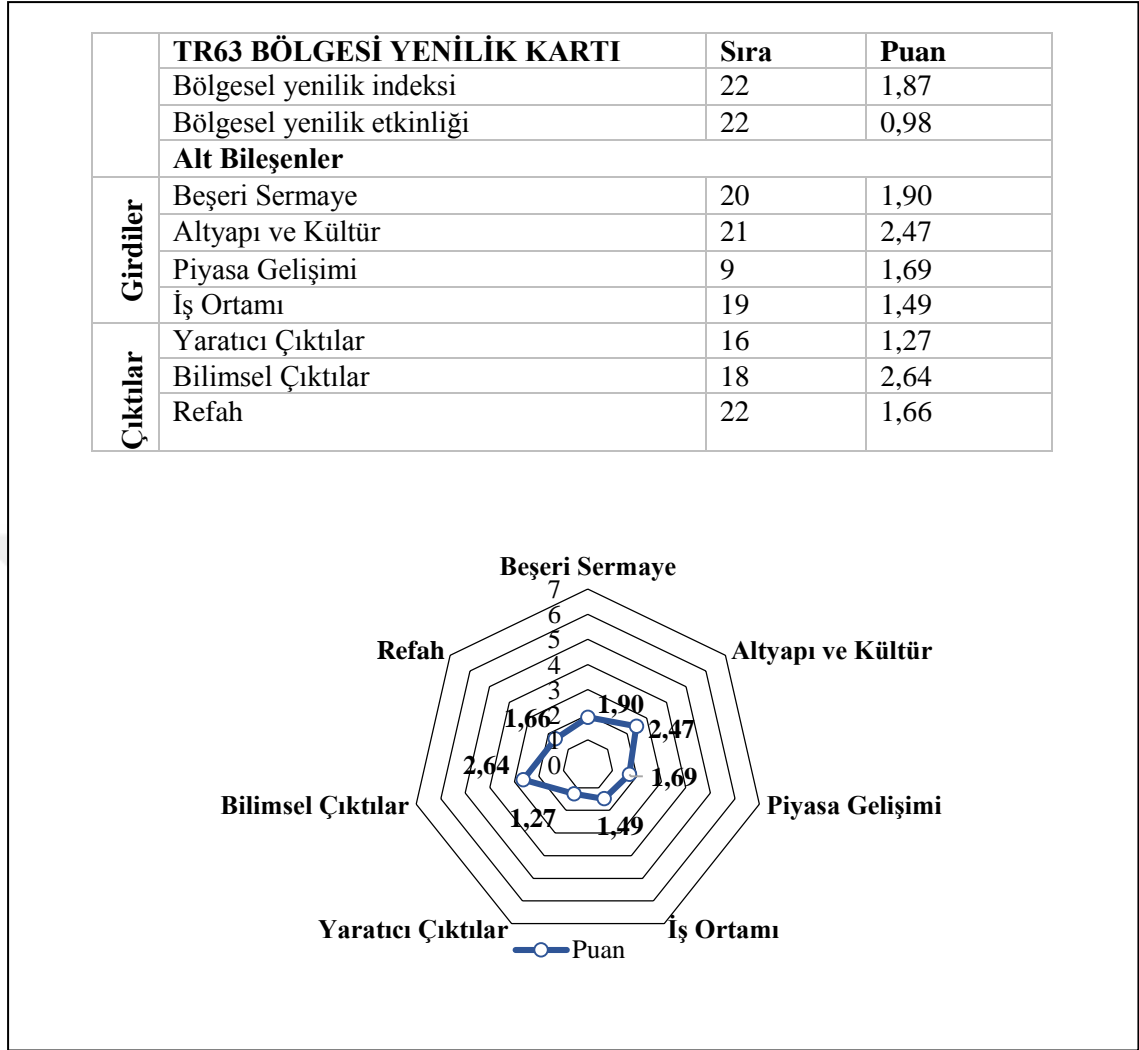 TR63 BÖLGESİ YENİLİK KARTI Sıra Puan
Bölgesel yenilik indeksi 22 1,87
Bölgesel yenilik etkinliği 22 0,98
Alt Bileşenler
Girdiler
Beşeri Sermaye 20 1,90
Altyapı ve Kültür 21 2,47
Piyasa Gelişimi 9 1,69
İş Ortamı 19 1,49
Çıktılar
Yaratıcı Çıktılar 16 1,27
Bilimsel Çıktılar 18 2,64
Refah 22 1,66
Beşeri Sermaye
7
6
Refah 5 Altyapı ve Kültür
4
3
1,90
1,66 2 2,47
1
2,64 0 1,69
Bilimsel Çıktılar Piyasa Gelişimi
1,27 1,49
Yaratıcı Çıktılar İş Ortamı
Puan